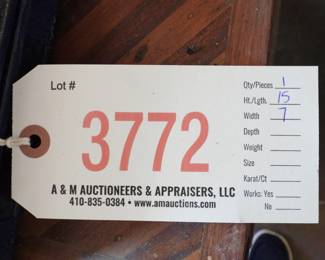 Lot #
3772
A & M AUCTIONEERS & APPRAISERS, LLC
410-835-0384 • www.amauctions.com
Qty/Pieces 1
Ht./Lgth. 15
Width 7
Depth
Weight
Size
Karat/Ct
Works: Yes
No